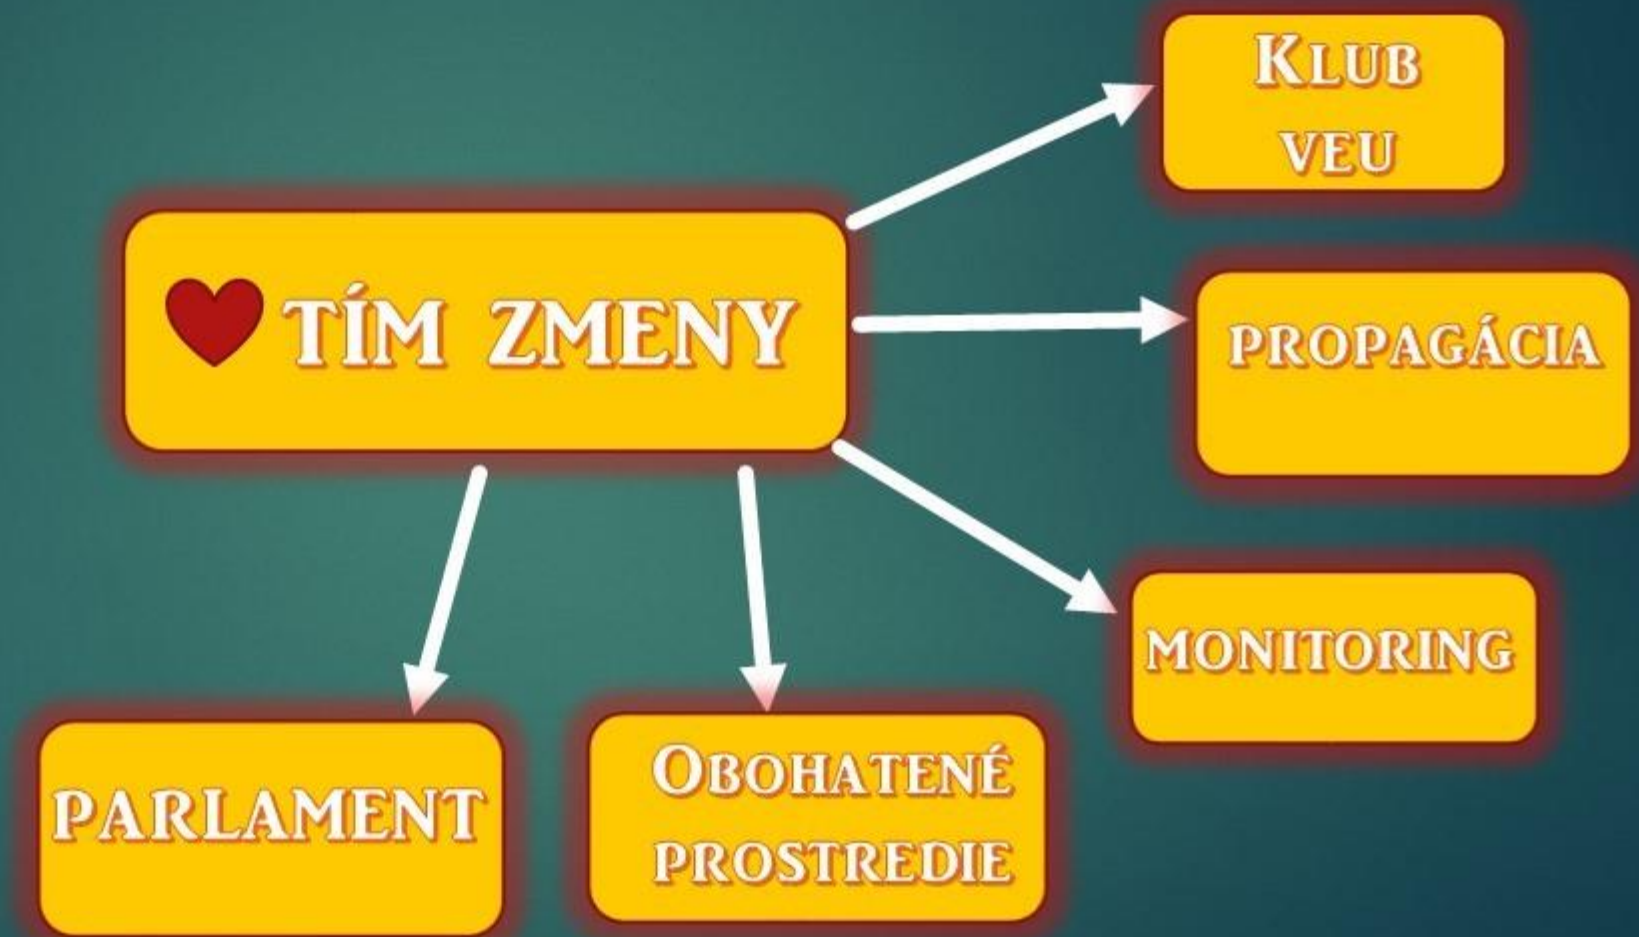 KLUB
VEU
TÍM ZMENY
PROPAGÁCIA
MONITORING
PARLAMENT
OBOHATENÉ
PROSTREDIE